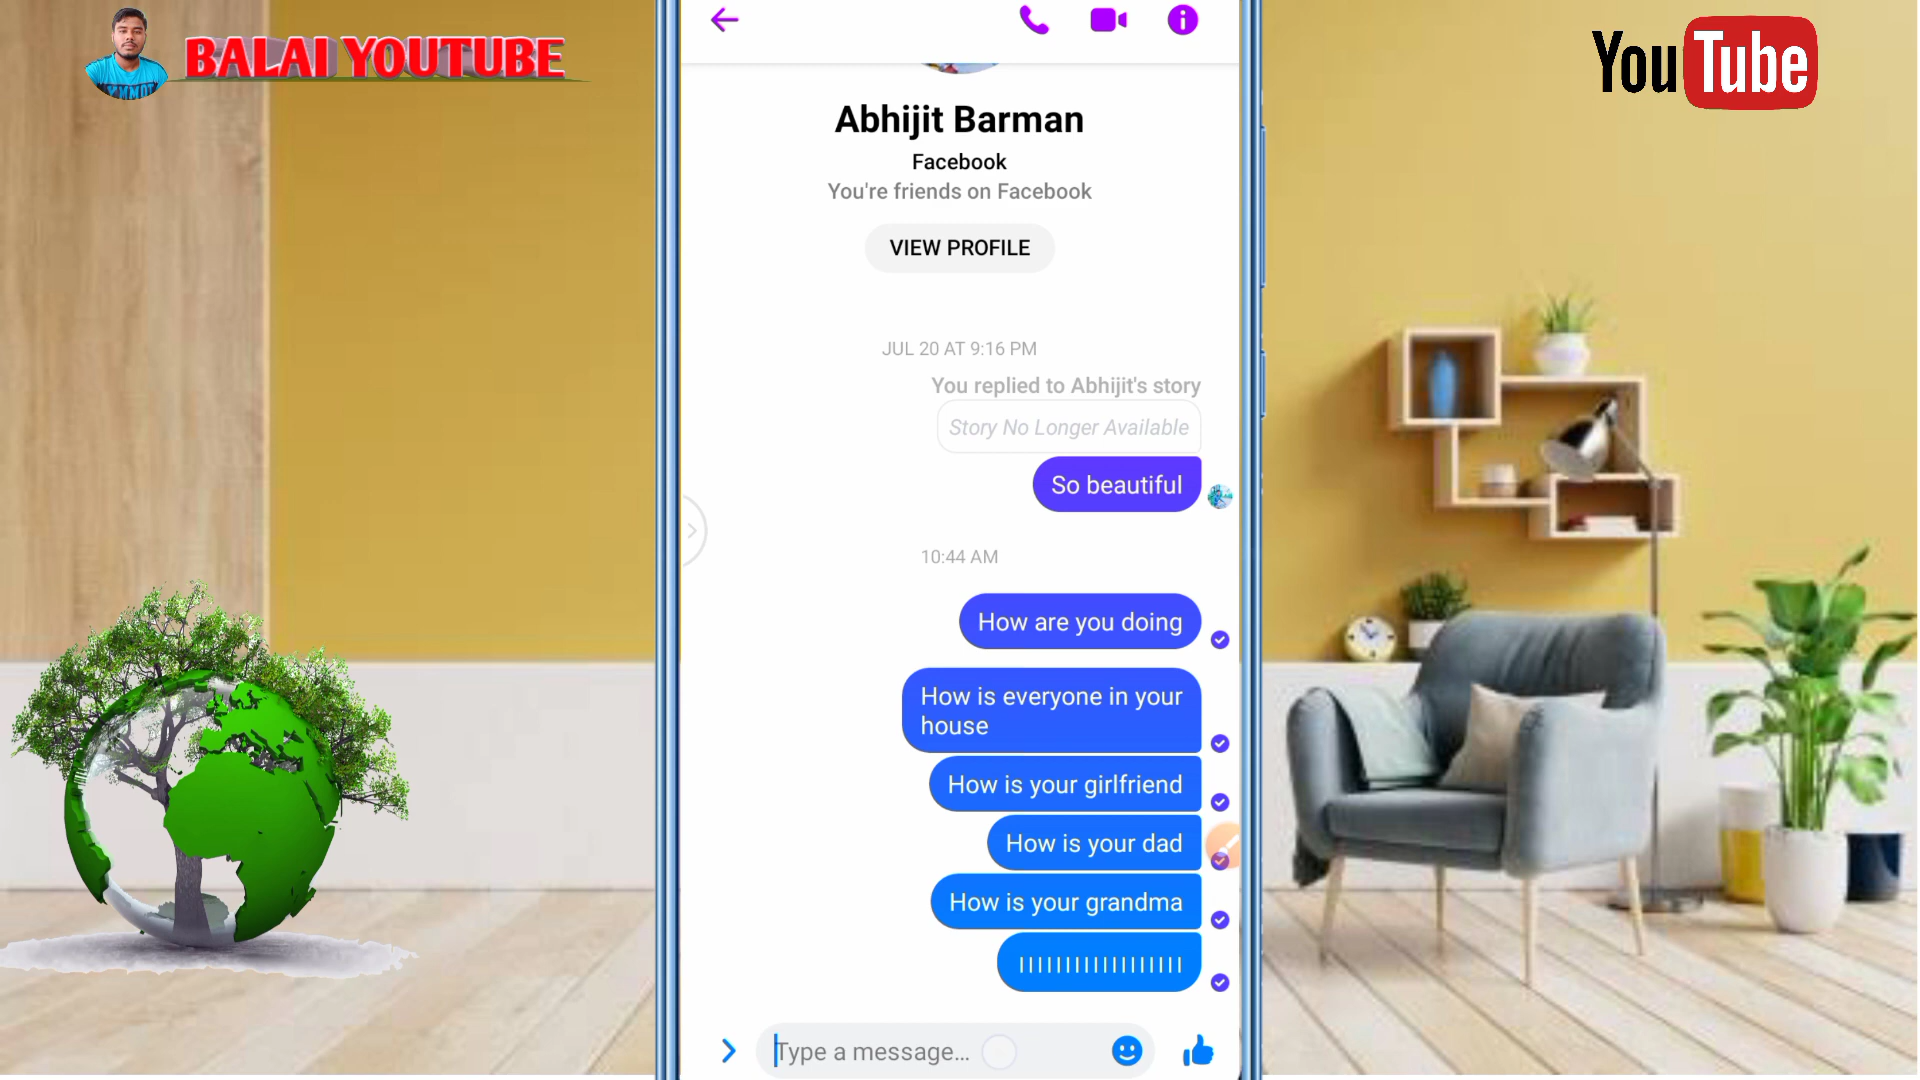 BALAI YOUTUBE
YouTube
Abhijit Barman
Facebook
You're friends on Facebook
VIEW PROFILE
JUL 20 AT 9:16 PM
You replied to Abhijit's story
Story No Longer Available
So beautiful
10:44 AM
How are you doing
How is everyone in your
house
How is your girlfriend
How is your dad
How is your grandma
||||||||||||||||||
Type a message...